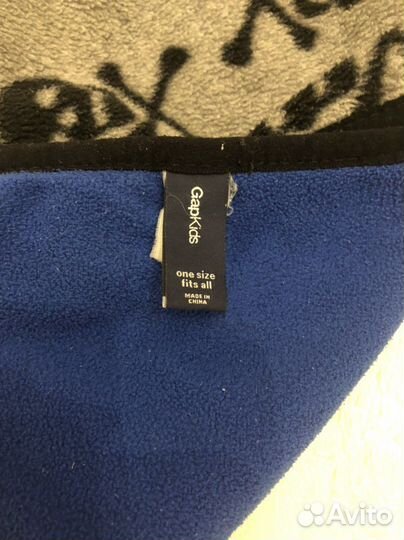 GapKids
one size
fits all
MADE IN
CHINA
Avito